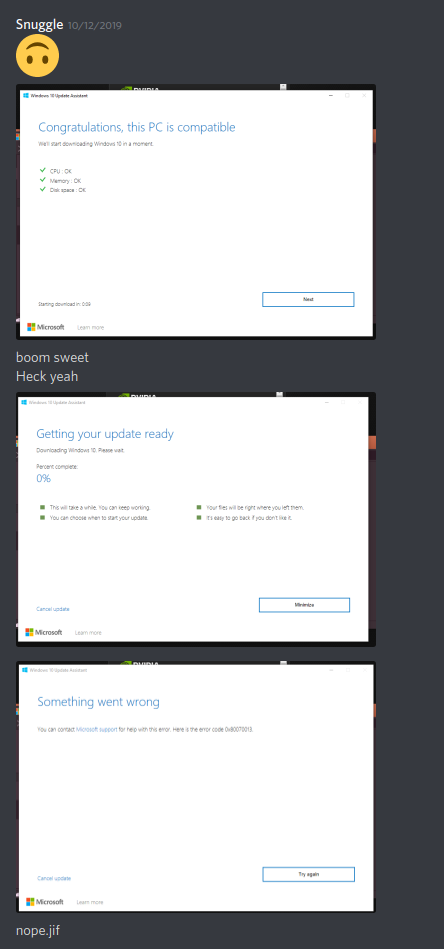 Snuggle 10/12/2019
Windows 10 Update Assistant
Congratulations, this PC is compatible
We'll start downloading Windows 10 in a moment.
CPU : OK
Memory : OK
Disk space : OK
Next
Starting download in: 0:09
Microsoft Learn more
boom sweet
Heck yeah
Windows 10 Update Assistant
Getting your update ready
Downloading Windows 10. Please wait.
Percent complete:
0%
This will take a while. You can keep working. Your files will be right where you left them.
You can choose when to start your update. It's easy to go back if you don't like it.
Minimize
Cancel update
Microsoft Learn more
Windows 10 Update Assistant
Something went wrong
You can contact Microsoft support for help with this error. Here is the error code 0x80070013.
Try again
Cancel update
Microsoft Learn more
nope.jif